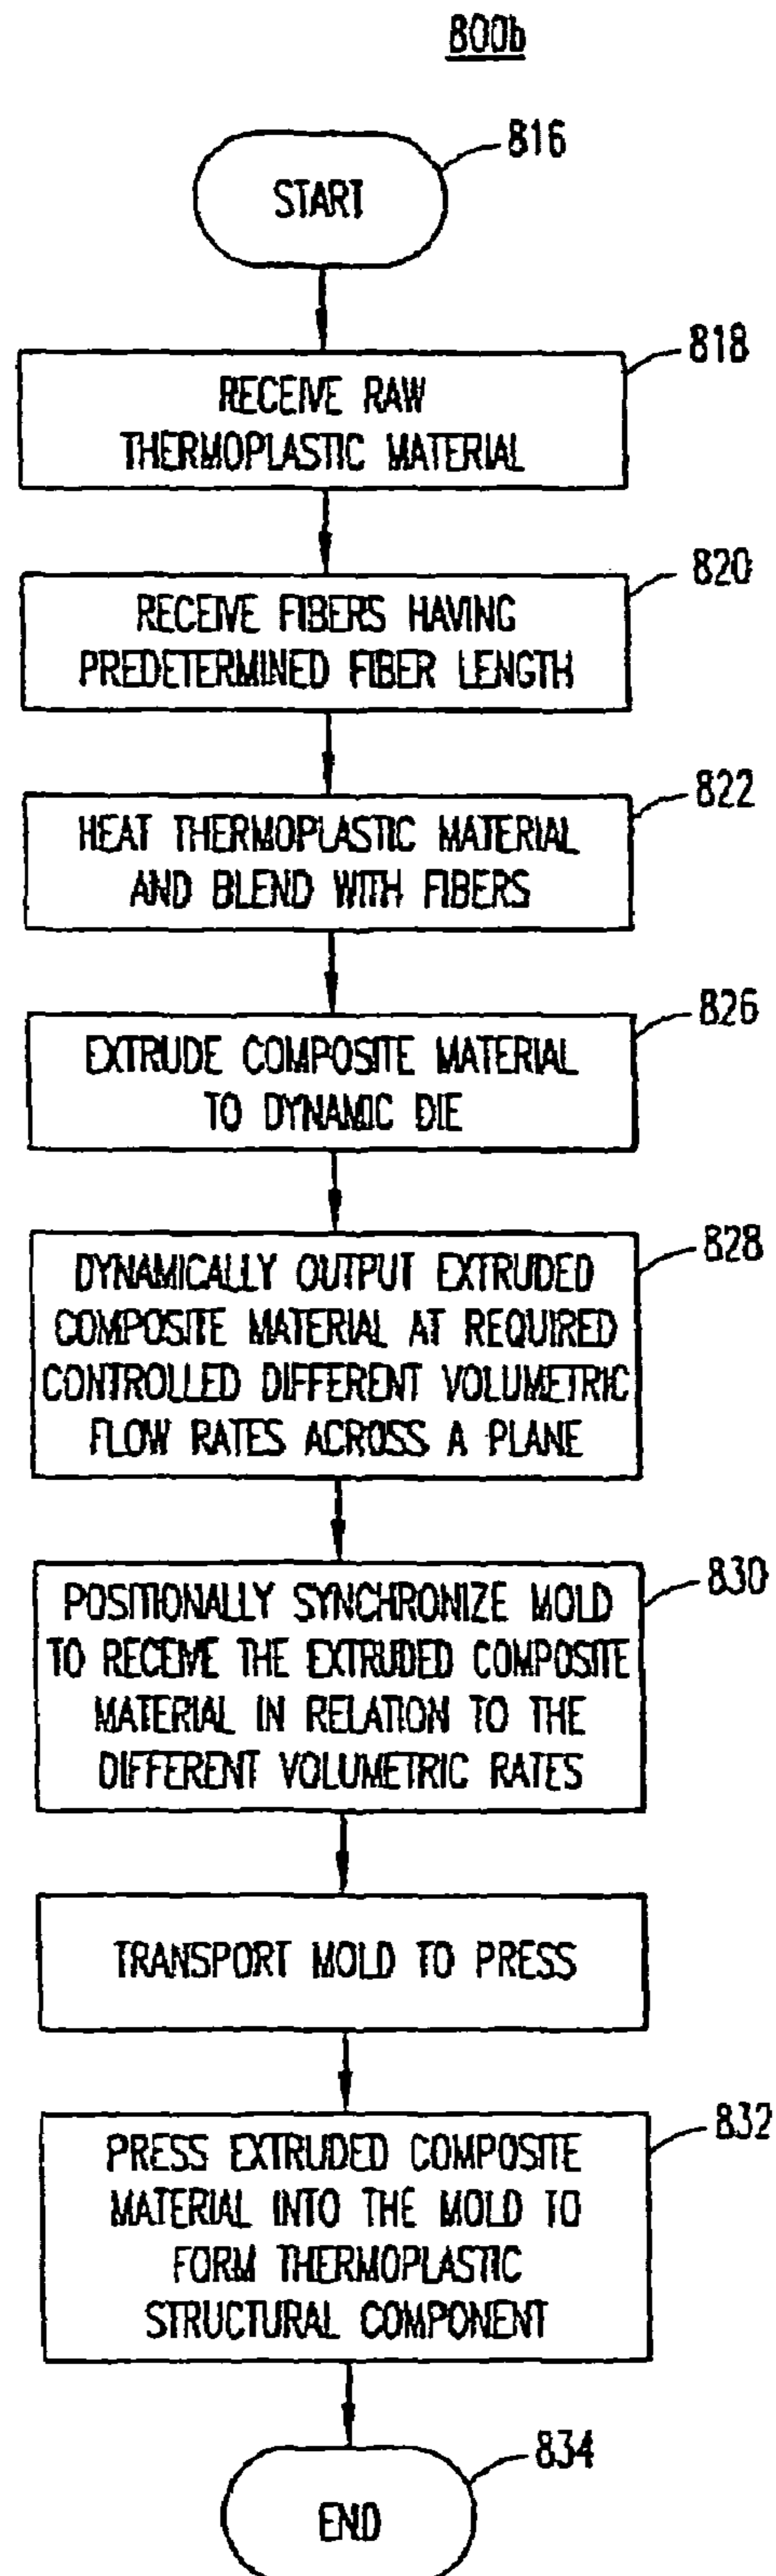 800b
816
START
818
RECEIVE RAW
THERMOPLASTIC MATERIAL
820
RECEIVE FIBERS HAVING
PREDETERMINED FIBER LENGTH
822
HEAT THERMOPLASTIC MATERIAL
AND BLEND WITH FIBERS
826
EXTRUDE COMPOSITE MATERIAL
TO DYNAMIC DIE
828
DYNAMICALLY OUTPUT EXTRUDED
COMPOSITE MATERIAL AT REQUIRED
CONTROLLED DIFFERENT VOLUMETRIC
FLOW RATES ACROSS A PLANE
830
POSITIONALLY SYNCHRONIZE MOLD
TO RECEIVE THE EXTRUDED COMPOSITE
MATERIAL IN RELATION TO THE
DIFFERENT VOLUMETRIC RATES
TRANSPORT MOLD TO PRESS
832
PRESS EXTRUDED COMPOSITE
MATERIAL INTO THE MOLD TO
FORM THERMOPLASTIC
STRUCTURAL COMPONENT
834
END